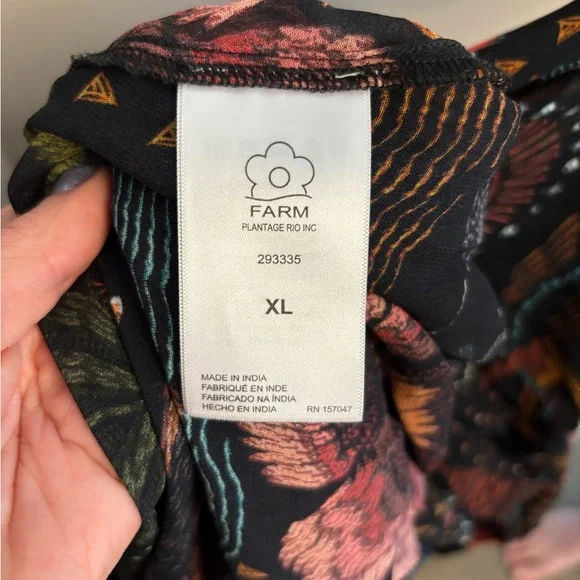 FARM
PLANTAGE RIO INC
293335
XL
MADE IN INDIA
FABRIQUÉ EN INDE
FABRICADO NA ÍNDIA
HECHO EN INDIA RN 157047